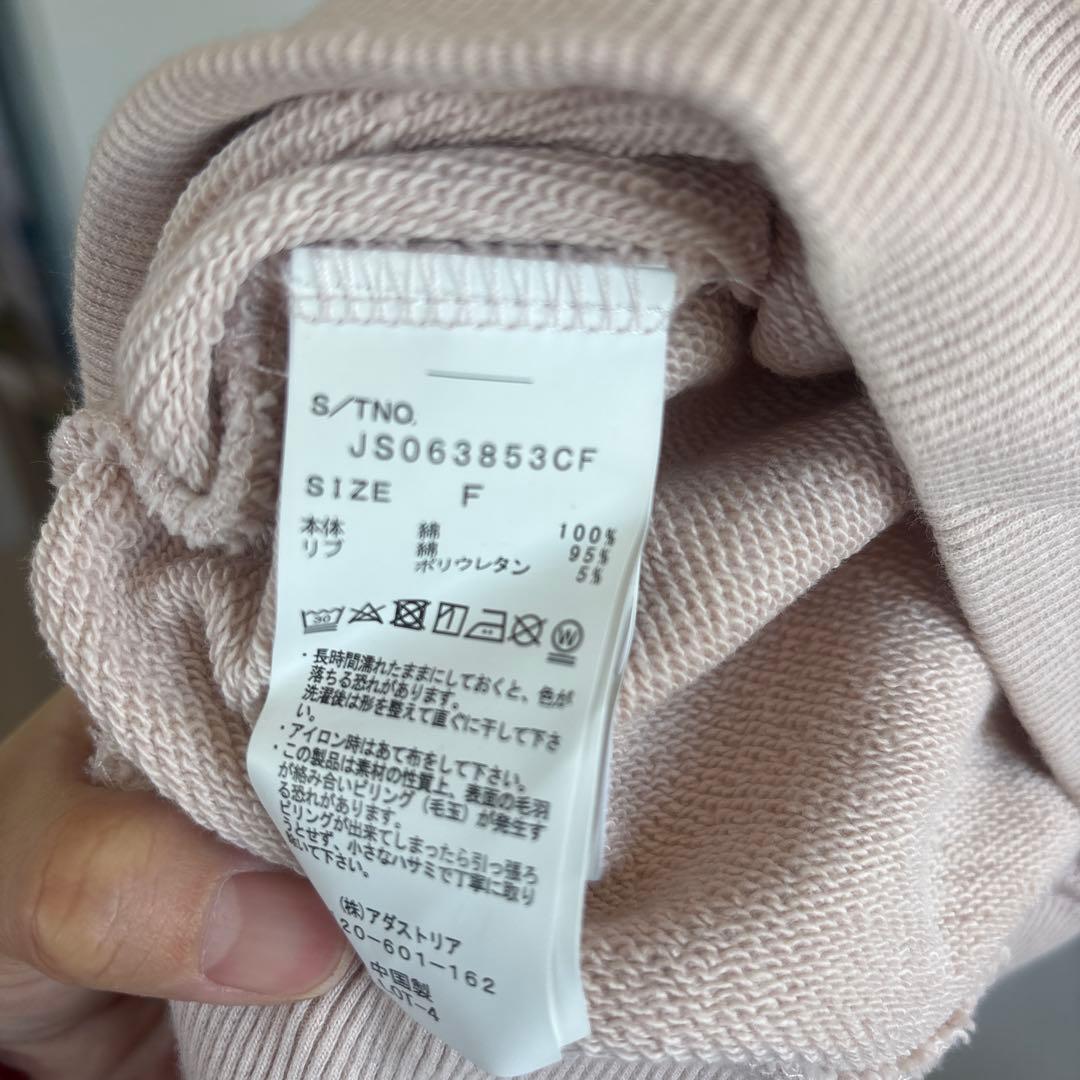 S/TNO.
JS063853CF
SIZE F
本体 綿 100%
リブ 綿 95%
ポリウレタン 5%
30
W
・長時間濡れたままにしておくと、色が
落ちる恐れがあります。
洗濯後は形を整えて直ぐに干して下さ
い。
・アイロン時はあて布をして下さい。
・この製品は素材の性質上、表面の毛羽
が絡み合いピリング（毛玉）が発生す
る恐れがあります。
ピリングが出来てしまったら引っ張ろ
うとせず、小さなハサミで丁寧に取り
いて下さい。
(株)アダストリア
20-601-162
中国製
LOT-4